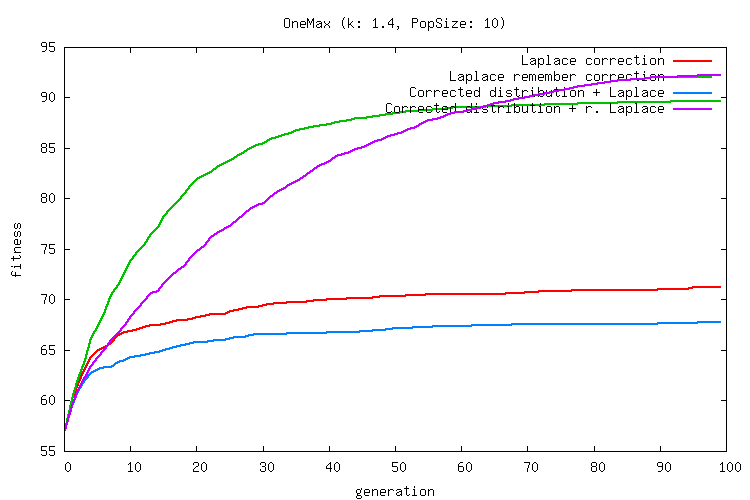 OneMax (k: 1.4, PopSize: 10)
95
90
85
80
75
70
65
60
55
fitness
Laplace correction
Laplace remember correction
Corrected distribution + Laplace
Corrected distribution + r. Laplace
0 10 20 30 40 50 60 70 80 90 100
generation